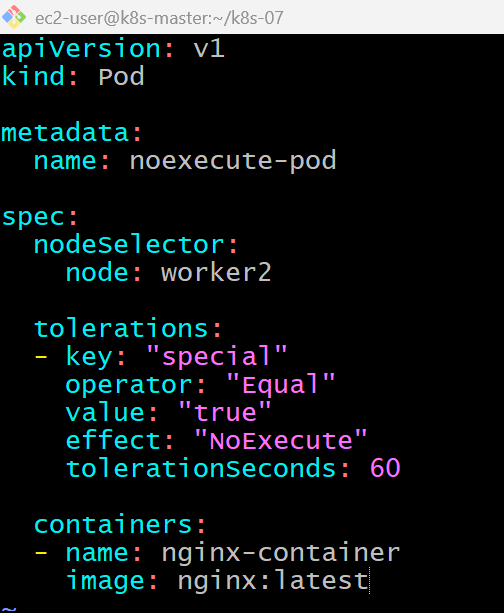 ec2-user@k8s-master:~/k8s-07
apiVersion: v1
kind: Pod
metadata:
  name: noexecute-pod
spec:
  nodeSelector:
    node: worker2
  tolerations:
  - key: "special"
    operator: "Equal"
    value: "true"
    effect: "NoExecute"
    tolerationSeconds: 60
  containers:
  - name: nginx-container
    image: nginx:latest
~